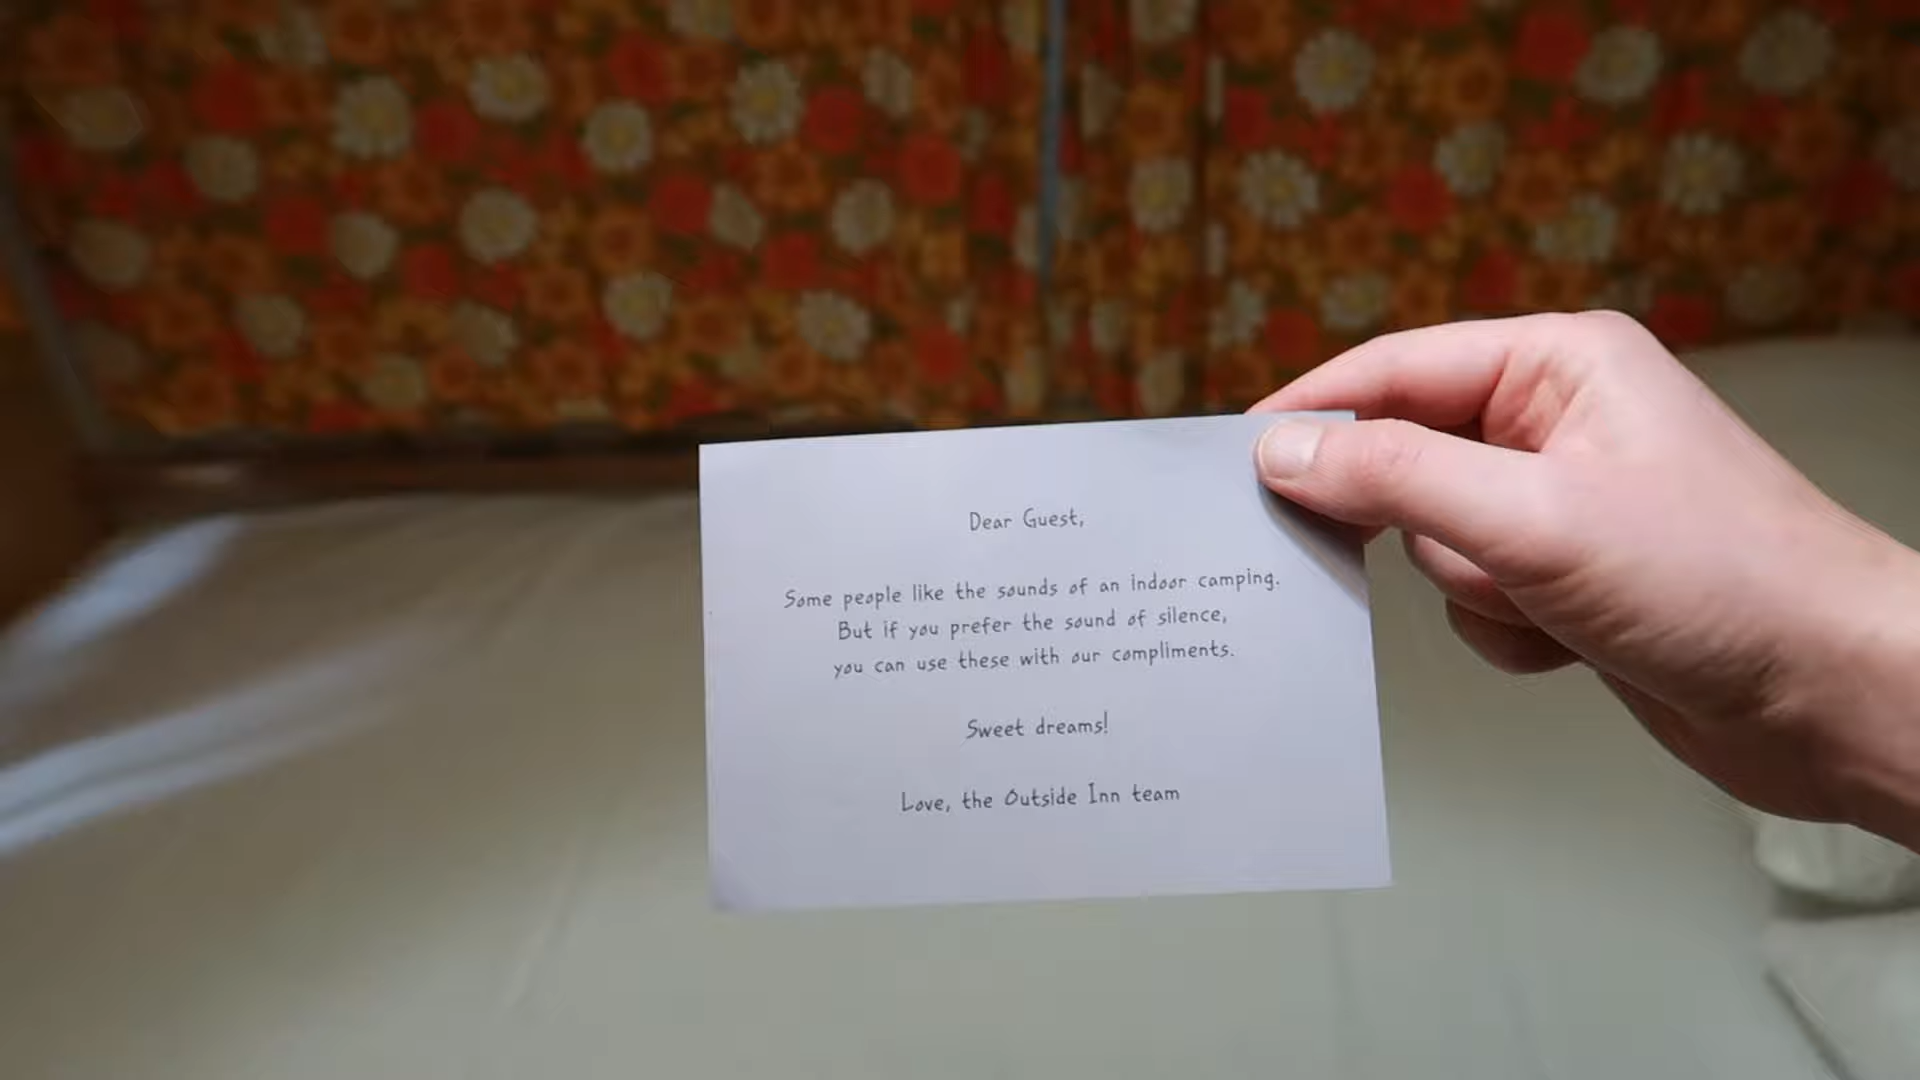 Dear Guest,
Some people like the sounds of an indoor camping.
But if you prefer the sound of silence,
you can use these with our compliments.
Sweet dreams!
Love, the Outside Inn team